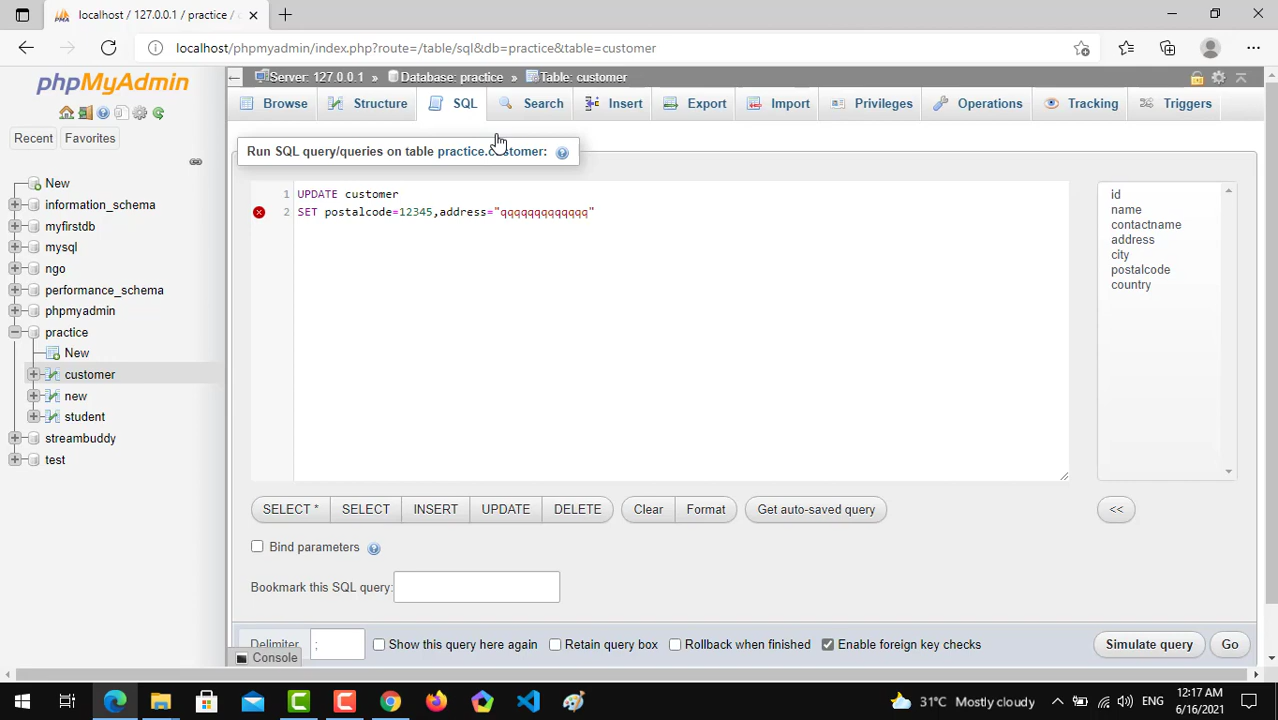 localhost / 127.0.0.1 / practice /
localhost/phpmyadmin/index.php?route=/table/sql&db=practice&table=customer
phpMyAdmin
Recent
Favorites
New
information_schema
myfirstdb
mysql
ngo
performance_schema
phpmyadmin
practice
New
customer
new
student
streambuddy
test
Server: 127.0.0.1 » Database: practice » Table: customer
Browse
Structure
SQL
Search
Insert
Export
Import
Privileges
Operations
Tracking
Triggers
Run SQL query/queries on table practice.customer:
1 UPDATE customer
2 SET postalcode=12345,address="qqqqqqqqqqqqq"
id
name
contactname
address
city
postalcode
country
SELECT *
SELECT
INSERT
UPDATE
DELETE
Clear
Format
Get auto-saved query
<<
Bind parameters
Bookmark this SQL query:
Delimiter ;
Show this query here again
Retain query box
Rollback when finished
Enable foreign key checks
Simulate query
Go
Console
31°C Mostly cloudy
ENG
12:17 AM
6/16/2021